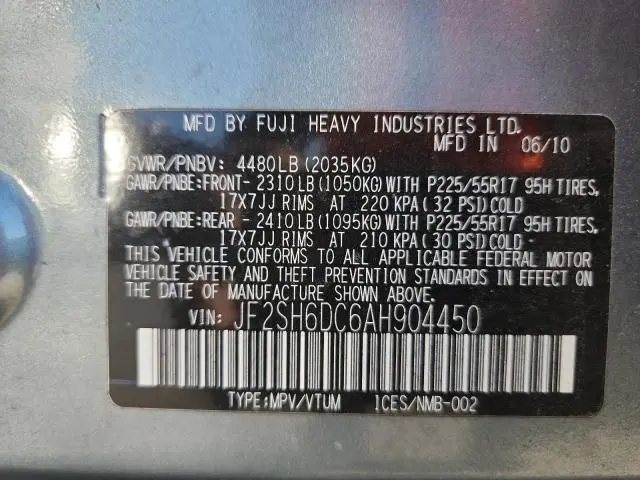 MFD BY FUJI HEAVY INDUSTRIES LTD.
MFD IN 06/10
GVWR/PNBV: 4480LB (2035KG)
GAWR/PNBE:FRONT- 2310LB(1050KG)WITH P225/55R17 95H TIRES,
17X7JJ RIMS AT 220 KPA( 32 PSI)COLD
GAWR/PNBE:REAR - 2410LB(1095KG)WITH P225/55R17 95H TIRES,
17X7JJ RIMS AT 210 KPA( 30 PSI)COLD
THIS VEHICLE CONFORMS TO ALL APPLICABLE FEDERAL MOTOR
VEHICLE SAFETY AND THEFT PREVENTION STANDARDS IN EFFECT ON
THE DATE OF MANUFACTURE SHOWN ABOVE.
VIN: JF2SH6DC6AH904450
TYPE:MPV/VTUM 1CES/NMB-002